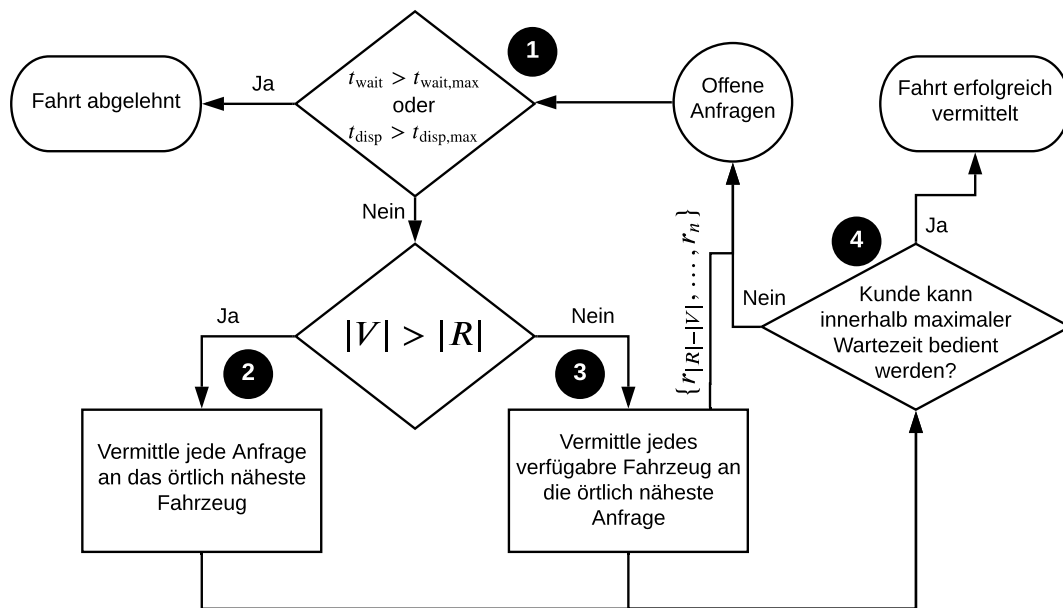 1
Ja
Fahrt abgelehnt
t_wait > t_wait,max
oder
t_disp > t_disp,max
Offene
Anfragen
Fahrt erfolgreich
vermittelt
Nein
{r_|R|−|V|, . . . , r_n}
4
Ja
Ja
|V| > |R|
Nein
Nein
Kunde kann
innerhalb maximaler
Wartezeit bedient
werden?
2
3
Vermittle jede Anfrage
an das örtlich näheste
Fahrzeug
Vermittle jedes
verfügabre Fahrzeug an
die örtlich näheste
Anfrage